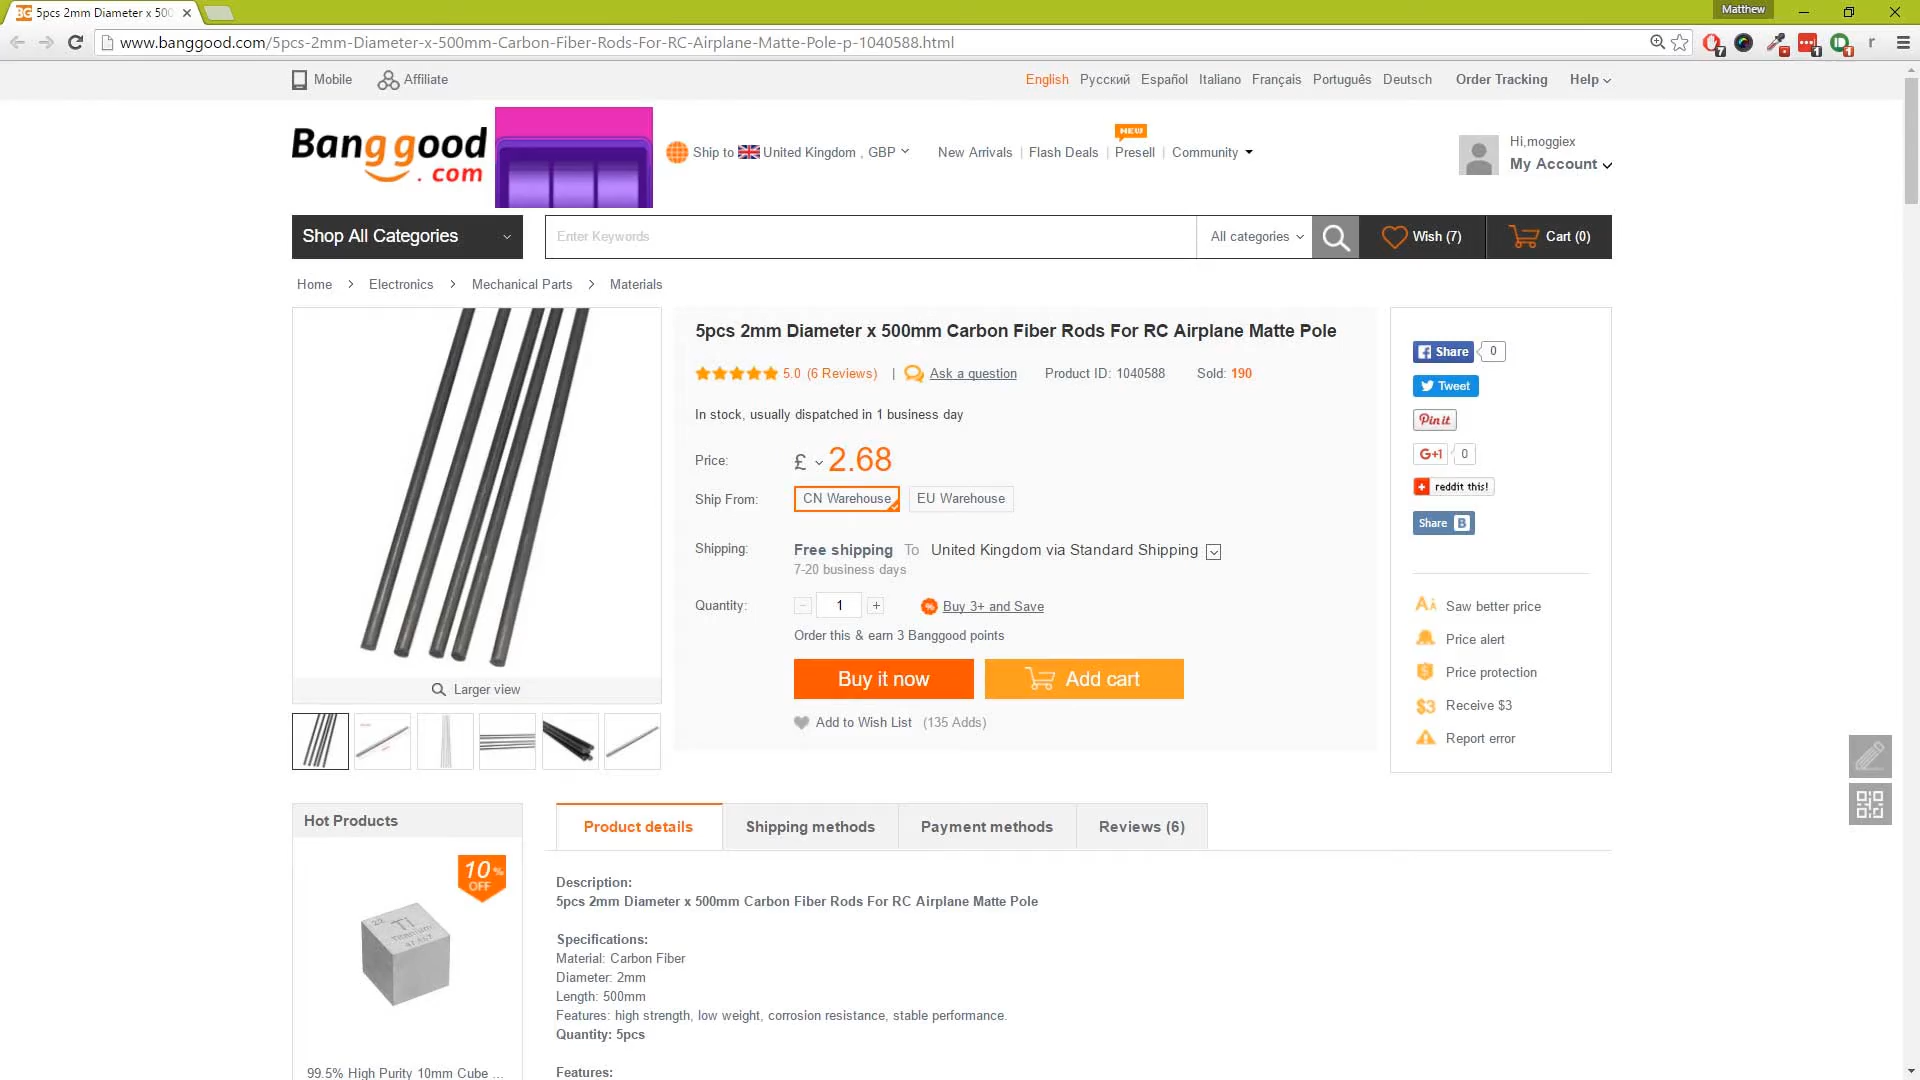 5pcs 2mm Diameter x 500
Matthew
www.banggood.com/5pcs-2mm-Diameter-x-500mm-Carbon-Fiber-Rods-For-RC-Airplane-Matte-Pole-p-1040588.html
Mobile Affiliate English Русский Español Italiano Français Português Deutsch Order Tracking Help
Banggood.com
Ship to United Kingdom , GBP New Arrivals | Flash Deals | Presell | Community
NEW
Hi,moggiex
My Account
Shop All Categories Enter Keywords All categories Wish (7) Cart (0)
Home > Electronics > Mechanical Parts > Materials
5pcs 2mm Diameter x 500mm Carbon Fiber Rods For RC Airplane Matte Pole
5.0 (6 Reviews) | Ask a question Product ID: 1040588 Sold: 190
In stock, usually dispatched in 1 business day
Price: £ 2.68
Ship From: CN Warehouse EU Warehouse
Shipping: Free shipping To United Kingdom via Standard Shipping
7-20 business days
Quantity: - 1 + Buy 3+ and Save
Order this & earn 3 Banggood points
Buy it now Add cart
Add to Wish List (135 Adds)
Larger view
Share 0
Tweet
Pin it
G+1 0
reddit this!
Share B
Saw better price
Price alert
Price protection
$3 Receive $3
Report error
Hot Products
10% OFF
22
Ti
Titanium
99.5% High Purity 10mm Cube ...
Product details Shipping methods Payment methods Reviews (6)
Description:
5pcs 2mm Diameter x 500mm Carbon Fiber Rods For RC Airplane Matte Pole
Specifications:
Material: Carbon Fiber
Diameter: 2mm
Length: 500mm
Features: high strength, low weight, corrosion resistance, stable performance.
Quantity: 5pcs
Features: